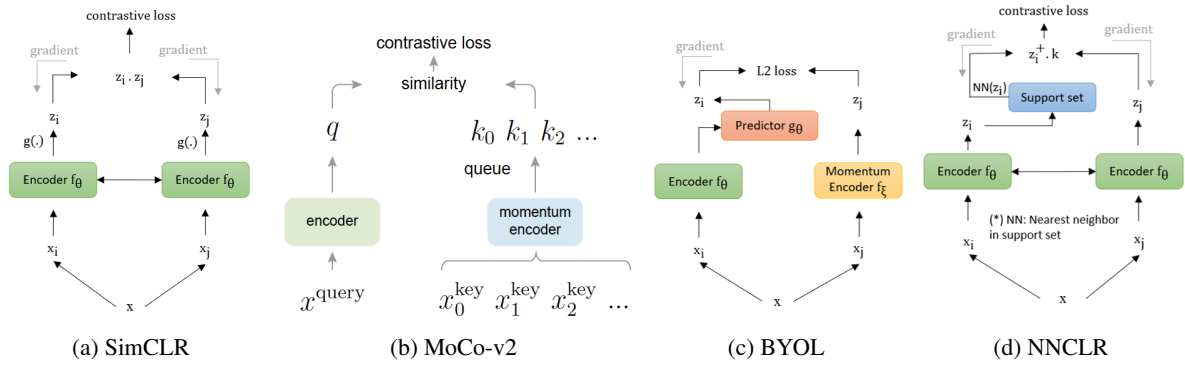 contrastive loss
gradient
gradient
z_i . z_j
z_i
z_j
g(.)
g(.)
Encoder f_θ
Encoder f_θ
x_i
x_j
x
(a) SimCLR
contrastive loss
similarity
q
k_0 k_1 k_2 ...
queue
encoder
momentum
encoder
x^query
x_0^key x_1^key x_2^key ...
(b) MoCo-v2
gradient
L2 loss
z_i
z_j
Predictor g_θ
Encoder f_θ
Momentum
Encoder f_ξ
x_i
x_j
x
(c) BYOL
contrastive loss
gradient
gradient
z_i^+ . k
NN(z_i)
Support set
z_i
z_j
Encoder f_θ
Encoder f_θ
(*) NN: Nearest neighbor
in support set
x_i
x_j
x
(d) NNCLR